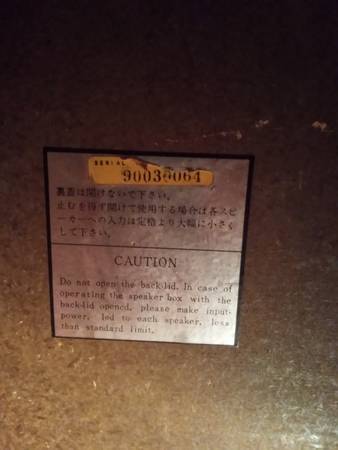 SERIAL
90030064
裏蓋は開けないで下さい。
止むを得ず開けて使用する場合は各スピ
ーカーへの入力は定格より大幅に小さく
して下さい。
CAUTION
Do not open the back-lid. In case of
operating the speaker box with the
back-lid opend, please make input-
power, led to each speaker, less
than standard limit.